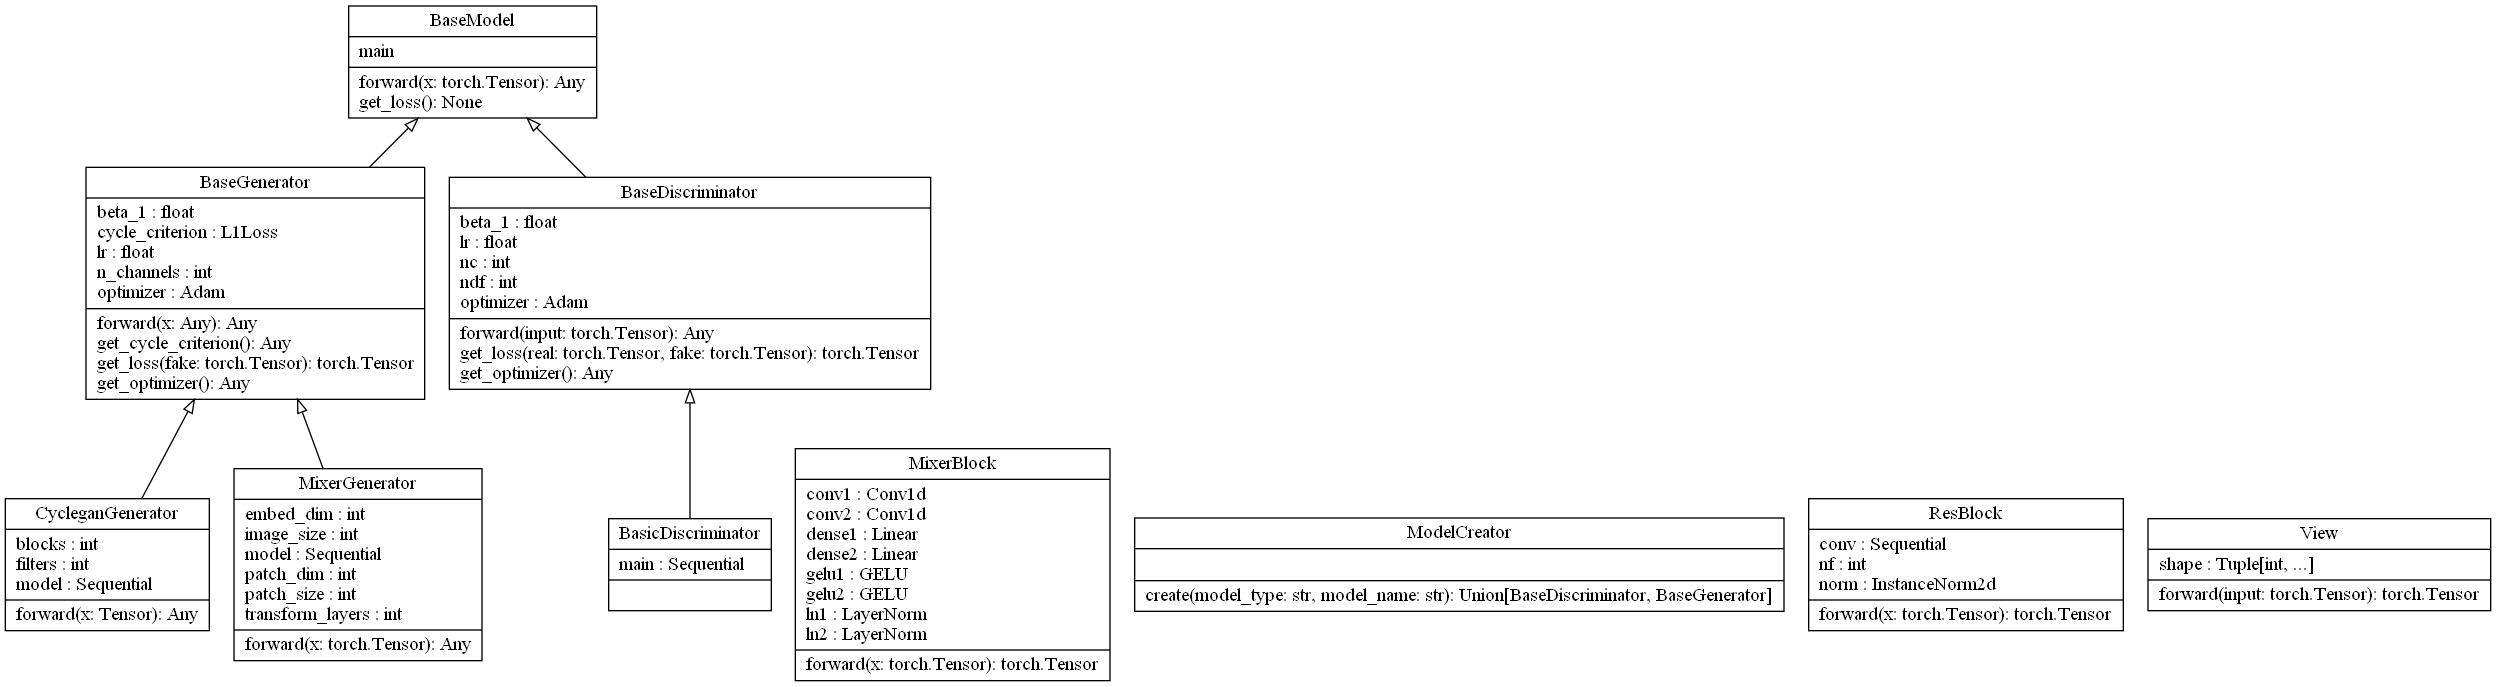 BaseModel
main
forward(x: torch.Tensor): Any
get_loss(): None
BaseGenerator
beta_1 : float
cycle_criterion : L1Loss
lr : float
n_channels : int
optimizer : Adam
forward(x: Any): Any
get_cycle_criterion(): Any
get_loss(fake: torch.Tensor): torch.Tensor
get_optimizer(): Any
BaseDiscriminator
beta_1 : float
lr : float
nc : int
ndf : int
optimizer : Adam
forward(input: torch.Tensor): Any
get_loss(real: torch.Tensor, fake: torch.Tensor): torch.Tensor
get_optimizer(): Any
CycleganGenerator
blocks : int
filters : int
model : Sequential
forward(x: Tensor): Any
MixerGenerator
embed_dim : int
image_size : int
model : Sequential
patch_dim : int
patch_size : int
transform_layers : int
forward(x: torch.Tensor): Any
BasicDiscriminator
main : Sequential
MixerBlock
conv1 : Conv1d
conv2 : Conv1d
dense1 : Linear
dense2 : Linear
gelu1 : GELU
gelu2 : GELU
ln1 : LayerNorm
ln2 : LayerNorm
forward(x: torch.Tensor): torch.Tensor
ModelCreator
create(model_type: str, model_name: str): Union[BaseDiscriminator, BaseGenerator]
ResBlock
conv : Sequential
nf : int
norm : InstanceNorm2d
forward(x: torch.Tensor): torch.Tensor
View
shape : Tuple[int, ...]
forward(input: torch.Tensor): torch.Tensor